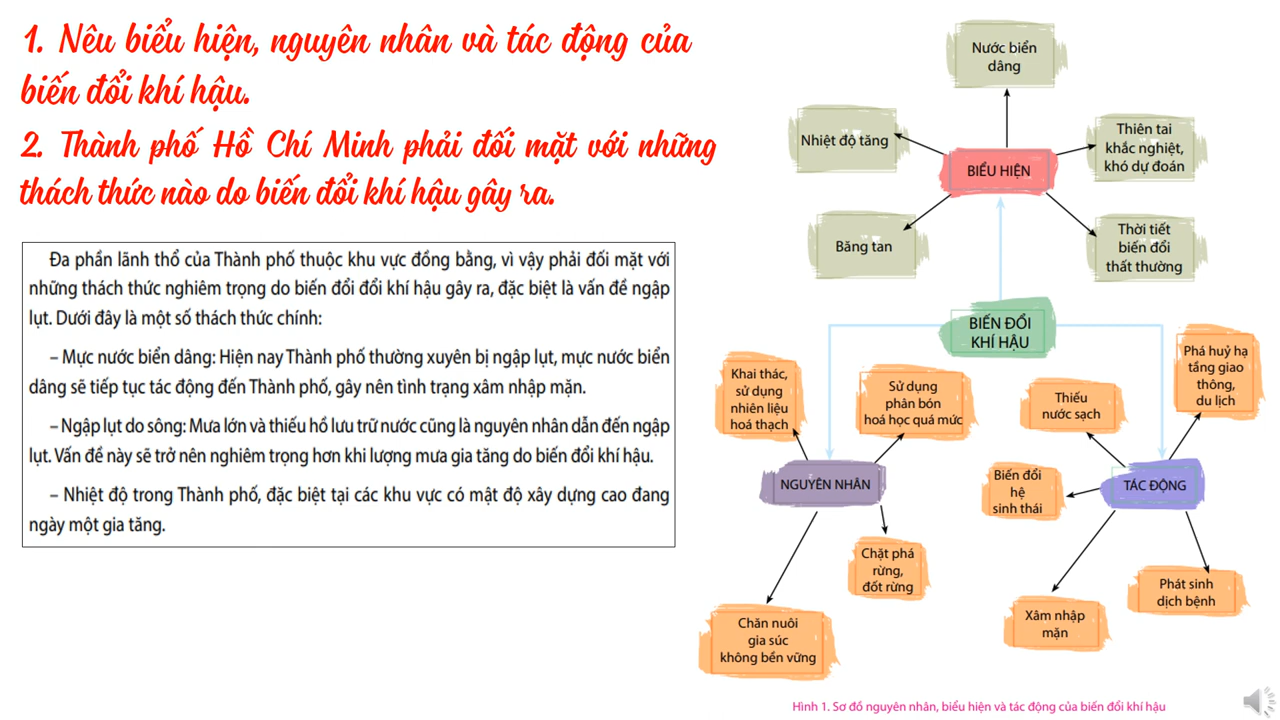 1. Nêu biểu hiện, nguyên nhân và tác động của
biến đổi khí hậu.
2. Thành phố Hồ Chí Minh phải đối mặt với những
thách thức nào do biến đổi khí hậu gây ra.
Đa phần lãnh thổ của Thành phố thuộc khu vực đồng bằng, vì vậy phải đối mặt với
những thách thức nghiêm trọng do biến đổi đổi khí hậu gây ra, đặc biệt là vấn đề ngập
lụt. Dưới đây là một số thách thức chính:
– Mực nước biển dâng: Hiện nay Thành phố thường xuyên bị ngập lụt, mực nước biển
dâng sẽ tiếp tục tác động đến Thành phố, gây nên tình trạng xâm nhập mặn.
– Ngập lụt do sông: Mưa lớn và thiếu hồ lưu trữ nước cũng là nguyên nhân dẫn đến ngập
lụt. Vấn đề này sẽ trở nên nghiêm trọng hơn khi lượng mưa gia tăng do biến đổi khí hậu.
– Nhiệt độ trong Thành phố, đặc biệt tại các khu vực có mật độ xây dựng cao đang
ngày một gia tăng.
Nước biển
dâng
Nhiệt độ tăng
Thiên tai
khắc nghiệt,
khó dự đoán
BIỂU HIỆN
Băng tan
Thời tiết
biến đổi
thất thường
BIẾN ĐỔI
KHÍ HẬU
Khai thác,
sử dụng
nhiên liệu
hoá thạch
Sử dụng
phân bón
hoá học quá mức
NGUYÊN NHÂN
Chặt phá
rừng,
đốt rừng
Chăn nuôi
gia súc
không bền vững
Thiếu
nước sạch
Phá huỷ hạ
tầng giao
thông,
du lịch
Biến đổi
hệ
sinh thái
TÁC ĐỘNG
Xâm nhập
mặn
Phát sinh
dịch bệnh
Hình 1. Sơ đồ nguyên nhân, biểu hiện và tác động của biến đổi khí hậu